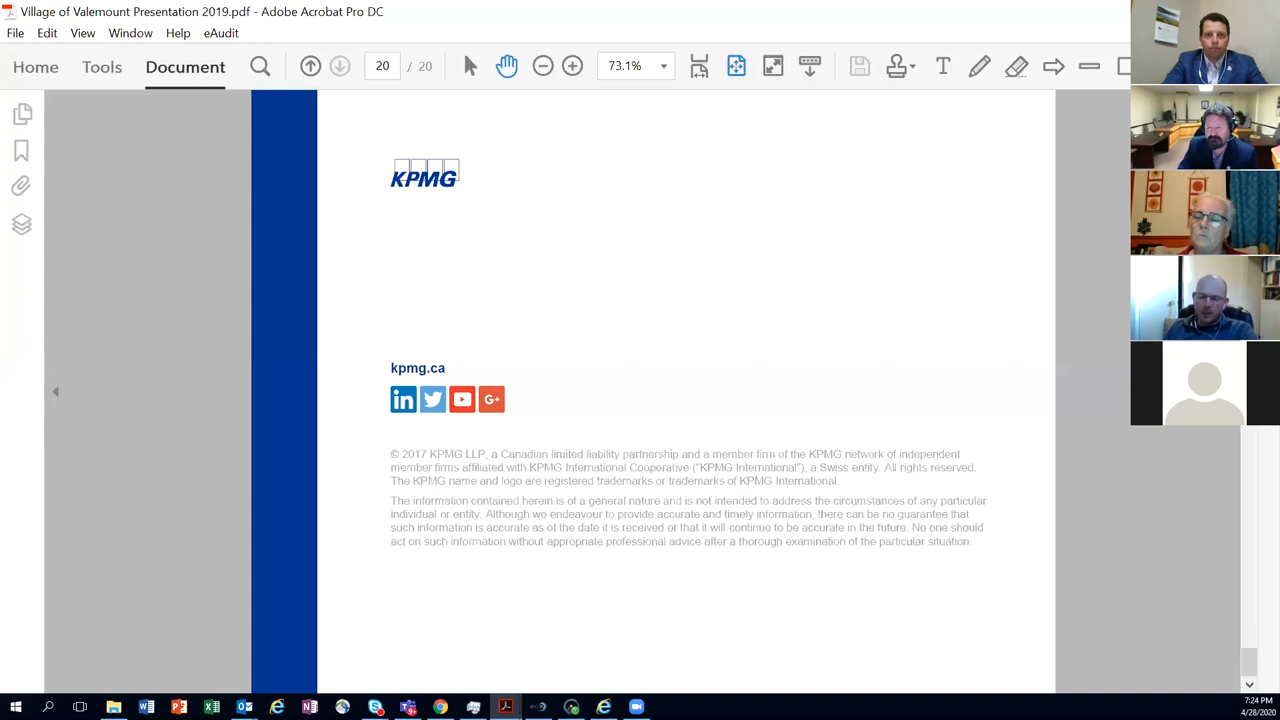 Village of Valemount Presentation 2019.pdf - Adobe Acrobat Pro DC
File Edit View Window Help eAudit
Home Tools Document 20 / 20 73.1%
KPMG
kpmg.ca
© 2017 KPMG LLP, a Canadian limited liability partnership and a member firm of the KPMG network of independent
member firms affiliated with KPMG International Cooperative (“KPMG International”), a Swiss entity. All rights reserved.
The KPMG name and logo are registered trademarks or trademarks of KPMG International.
The information contained herein is of a general nature and is not intended to address the circumstances of any particular
individual or entity. Although we endeavour to provide accurate and timely information, there can be no guarantee that
such information is accurate as of the date it is received or that it will continue to be accurate in the future. No one should
act on such information without appropriate professional advice after a thorough examination of the particular situation.
7:24 PM
4/28/2020